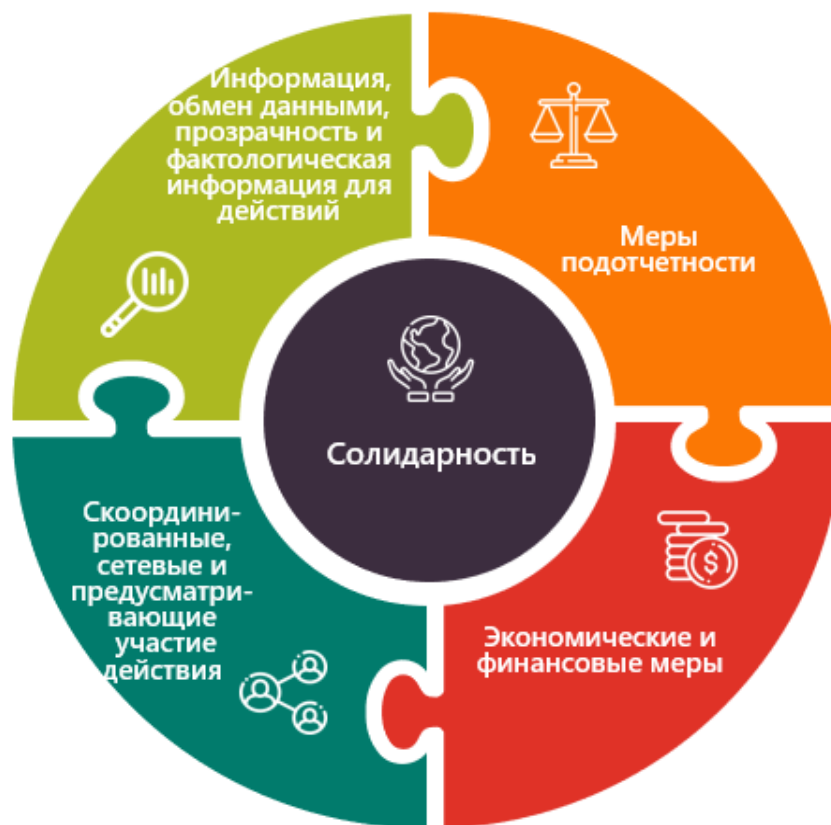 Информация,
обмен данными,
прозрачность и
фактологическая
информация для
действий
Меры
подотчетности
Солидарность
Скоордини-
рованные,
сетевые и
предусматри-
вающие
участие
действия
Экономические и
финансовые меры
$